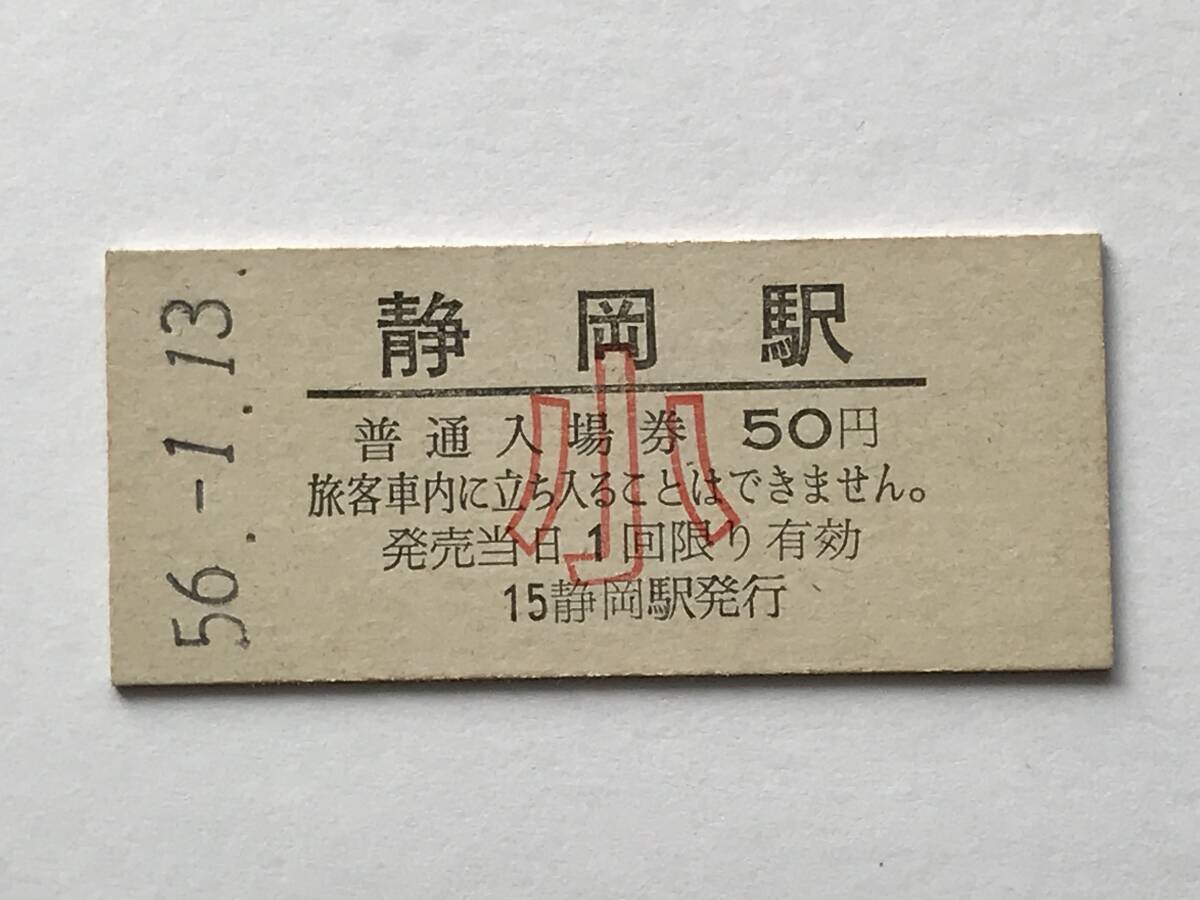 静岡駅
普通入場券 50円
旅客車内に立ち入ることはできません。
発売当日1回限り有効
15静岡駅発行
小
56.-1.13.